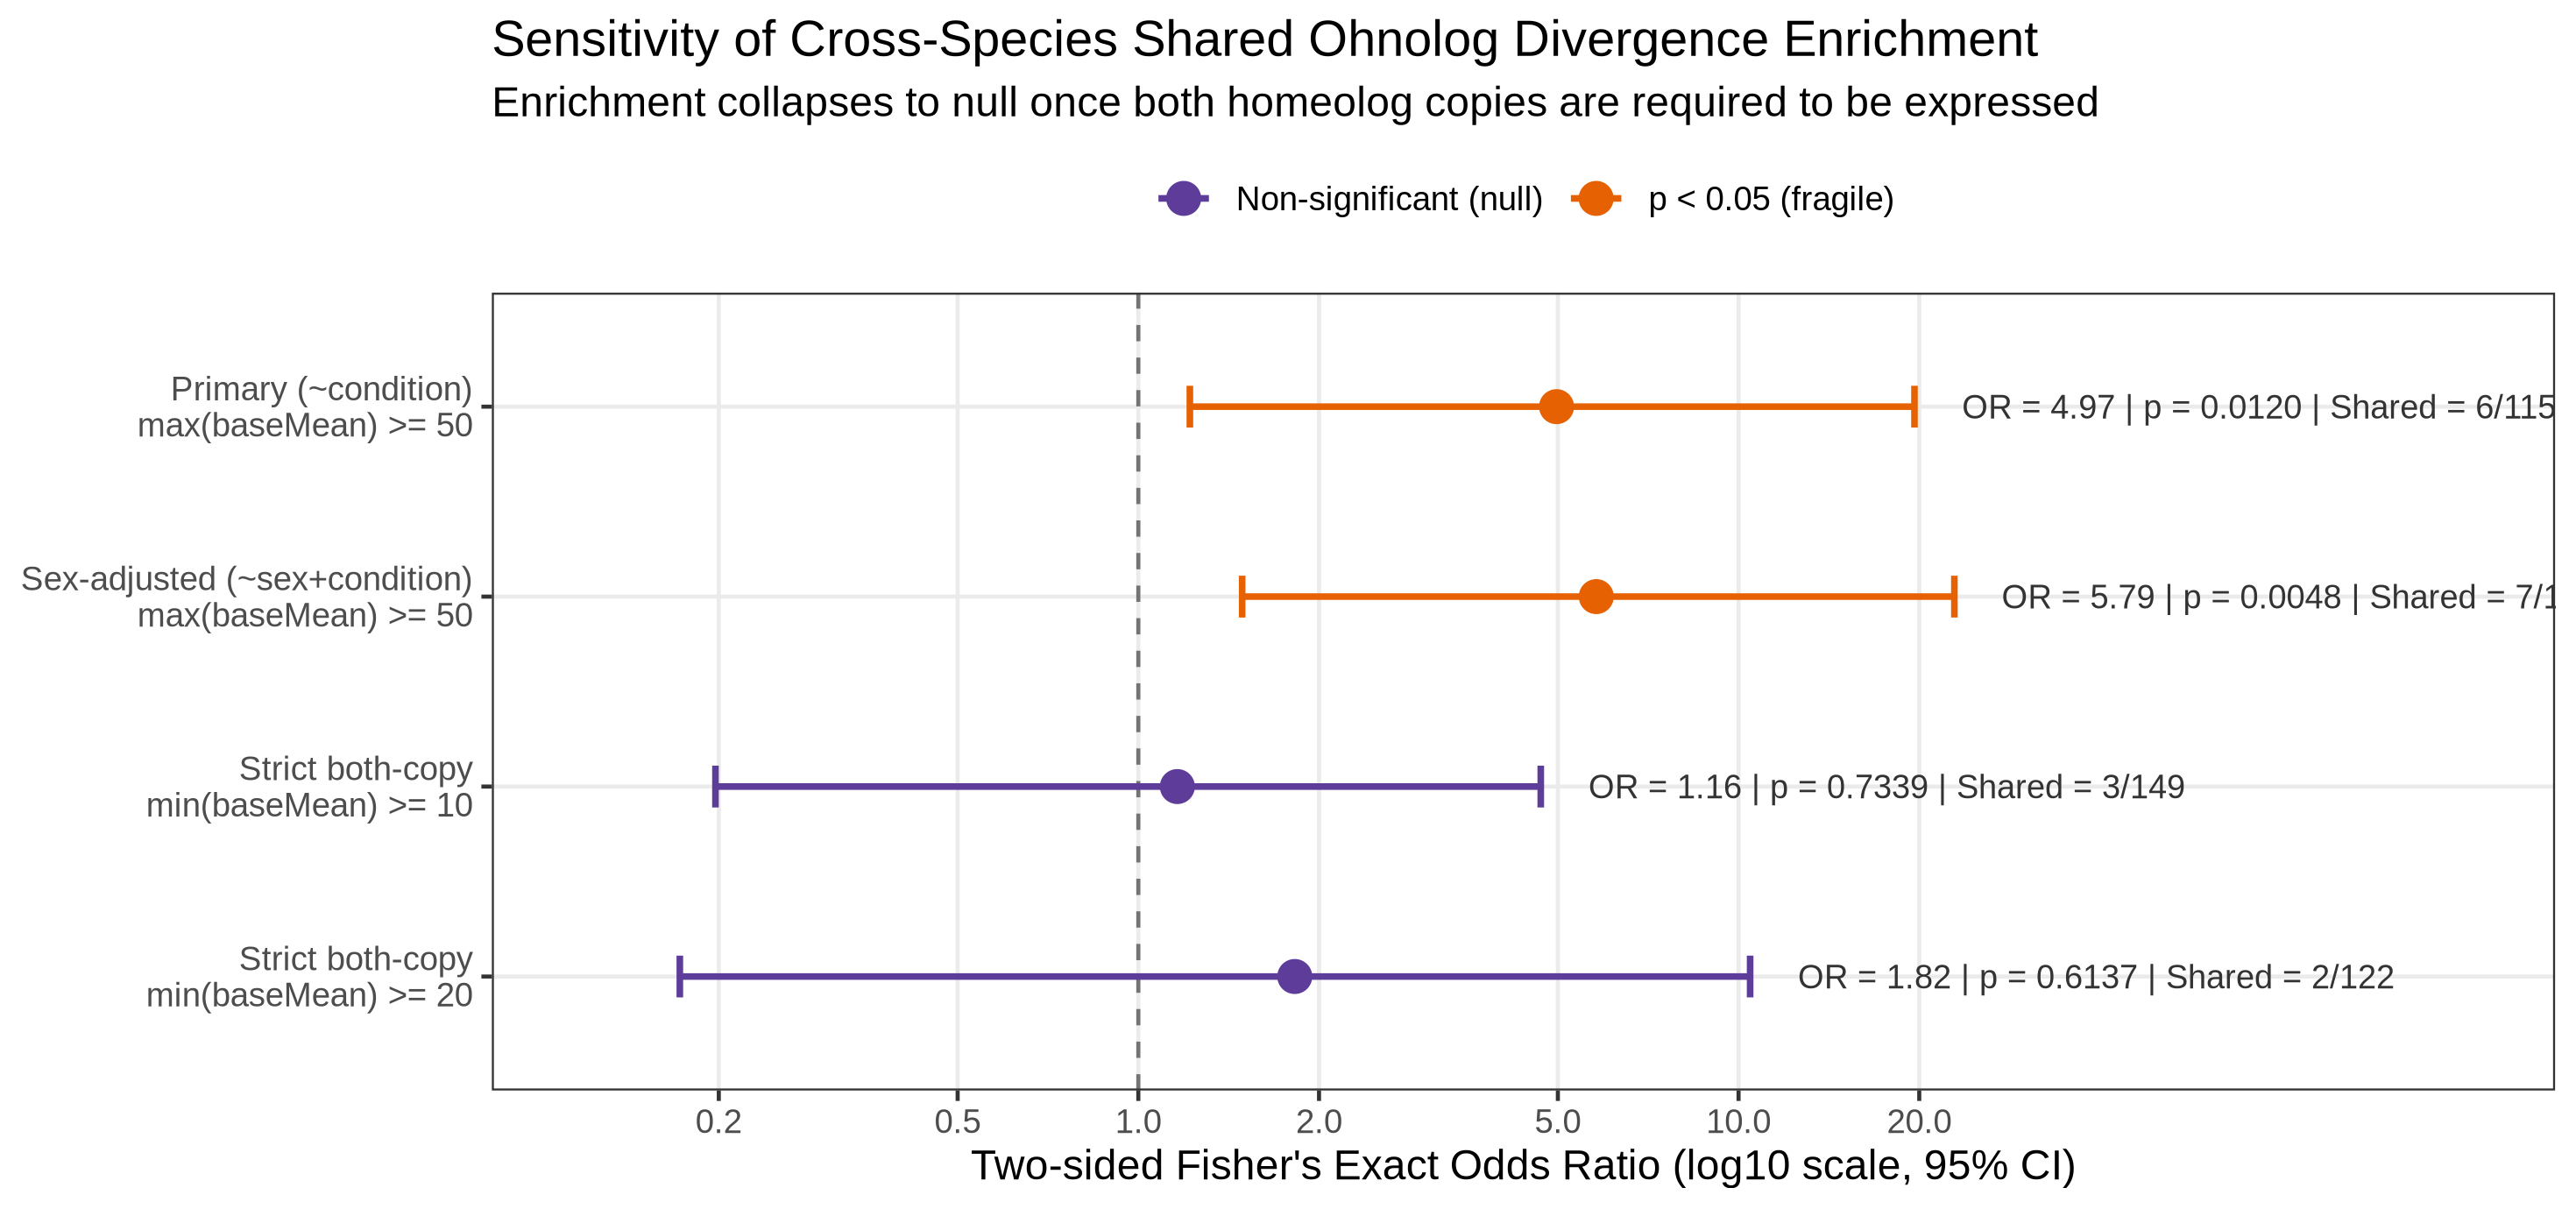 Sensitivity of Cross-Species Shared Ohnolog Divergence Enrichment
Enrichment collapses to null once both homeolog copies are required to be expressed
Non-significant (null)
p < 0.05 (fragile)
Primary (~condition)
max(baseMean) >= 50
OR = 4.97 | p = 0.0120 | Shared = 6/115
Sex-adjusted (~sex+condition)
max(baseMean) >= 50
OR = 5.79 | p = 0.0048 | Shared = 7/1
Strict both-copy
min(baseMean) >= 10
OR = 1.16 | p = 0.7339 | Shared = 3/149
Strict both-copy
min(baseMean) >= 20
OR = 1.82 | p = 0.6137 | Shared = 2/122
0.2
0.5
1.0
2.0
5.0
10.0
20.0
Two-sided Fisher's Exact Odds Ratio (log10 scale, 95% CI)